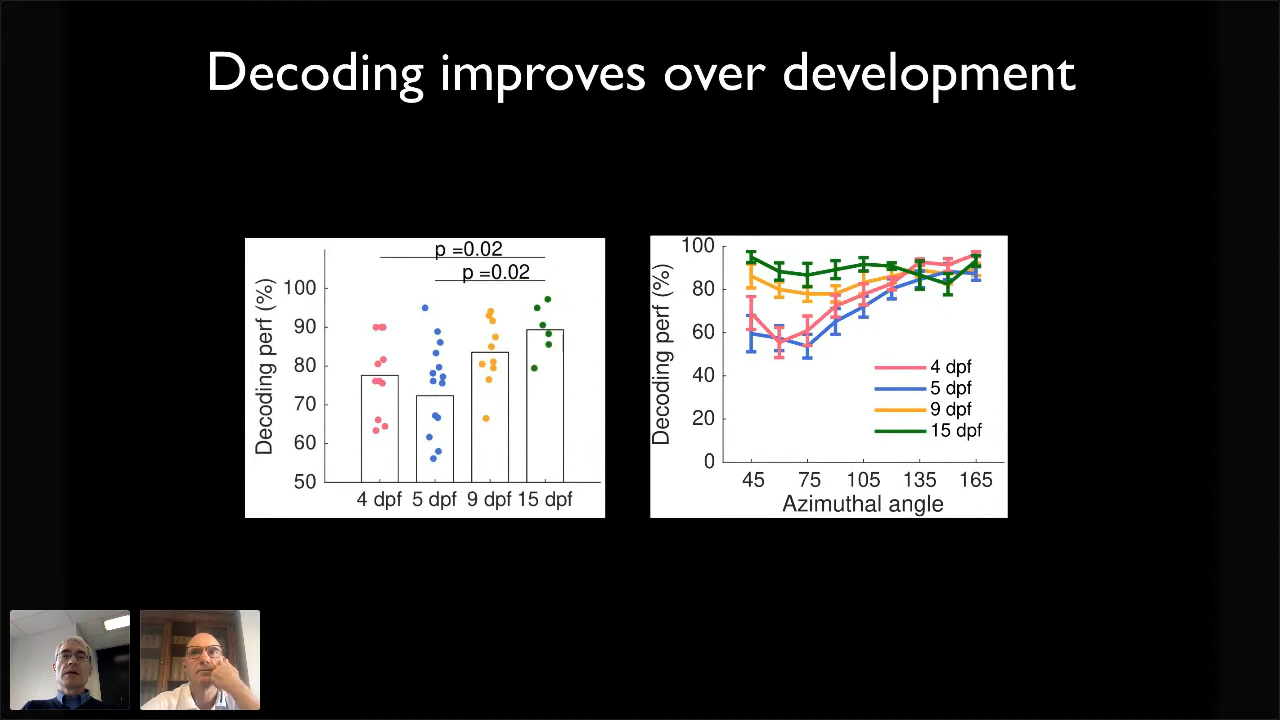 Decoding improves over development
p =0.02
p =0.02
Decoding perf (%)
100
90
80
70
60
50
4 dpf 5 dpf 9 dpf 15 dpf
Decoding perf (%)
100
80
60
40
20
0
4 dpf
5 dpf
9 dpf
15 dpf
45 75 105 135 165
Azimuthal angle